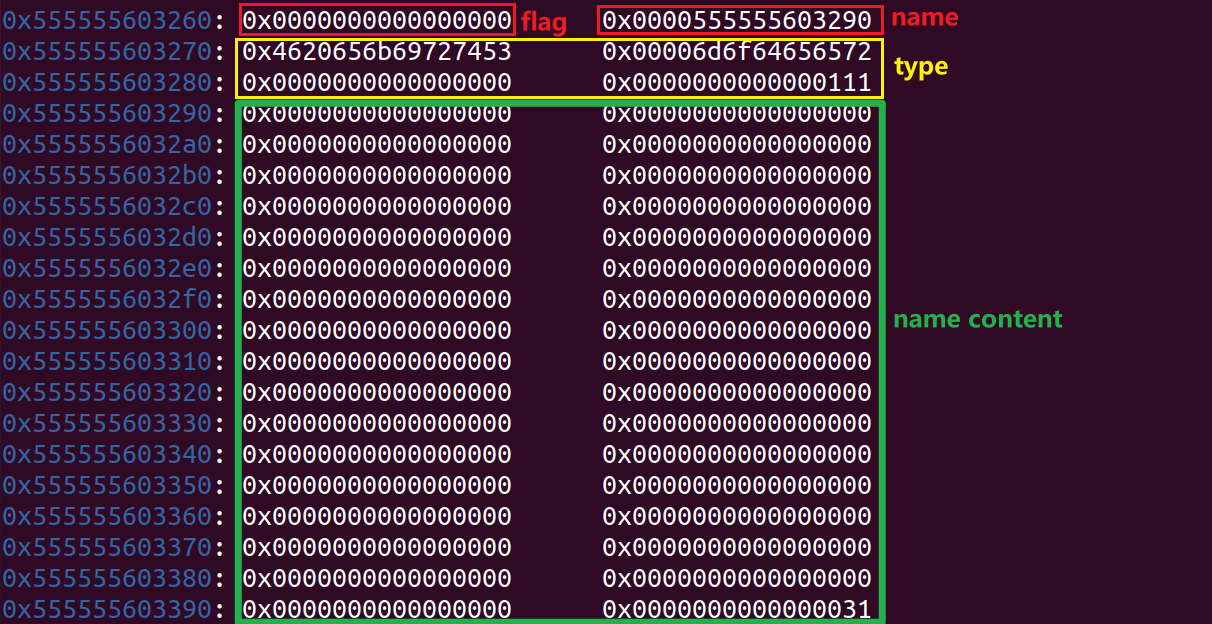 0x555555603260: 0x0000000000000000 flag 0x0000555555603290 name
0x555555603270: 0x4620656b69727453 0x00006d6f64656572
type
0x555555603280: 0x0000000000000000 0x0000000000000111
0x555555603290: 0x0000000000000000 0x0000000000000000
0x5555556032a0: 0x0000000000000000 0x0000000000000000
0x5555556032b0: 0x0000000000000000 0x0000000000000000
0x5555556032c0: 0x0000000000000000 0x0000000000000000
0x5555556032d0: 0x0000000000000000 0x0000000000000000
0x5555556032e0: 0x0000000000000000 0x0000000000000000
0x5555556032f0: 0x0000000000000000 0x0000000000000000
name content
0x555555603300: 0x0000000000000000 0x0000000000000000
0x555555603310: 0x0000000000000000 0x0000000000000000
0x555555603320: 0x0000000000000000 0x0000000000000000
0x555555603330: 0x0000000000000000 0x0000000000000000
0x555555603340: 0x0000000000000000 0x0000000000000000
0x555555603350: 0x0000000000000000 0x0000000000000000
0x555555603360: 0x0000000000000000 0x0000000000000000
0x555555603370: 0x0000000000000000 0x0000000000000000
0x555555603380: 0x0000000000000000 0x0000000000000000
0x555555603390: 0x0000000000000000 0x0000000000000031